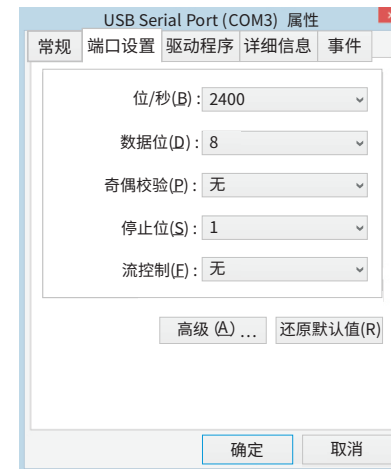 USB Serial Port (COM3) 属性
x
常规 端口设置 驱动程序 详细信息 事件
位/秒(B) : 2400
数据位(D) : 8
奇偶校验(P) : 无
停止位(S) : 1
流控制(F) : 无
高级 (A) ... 还原默认值(R)
确定 取消